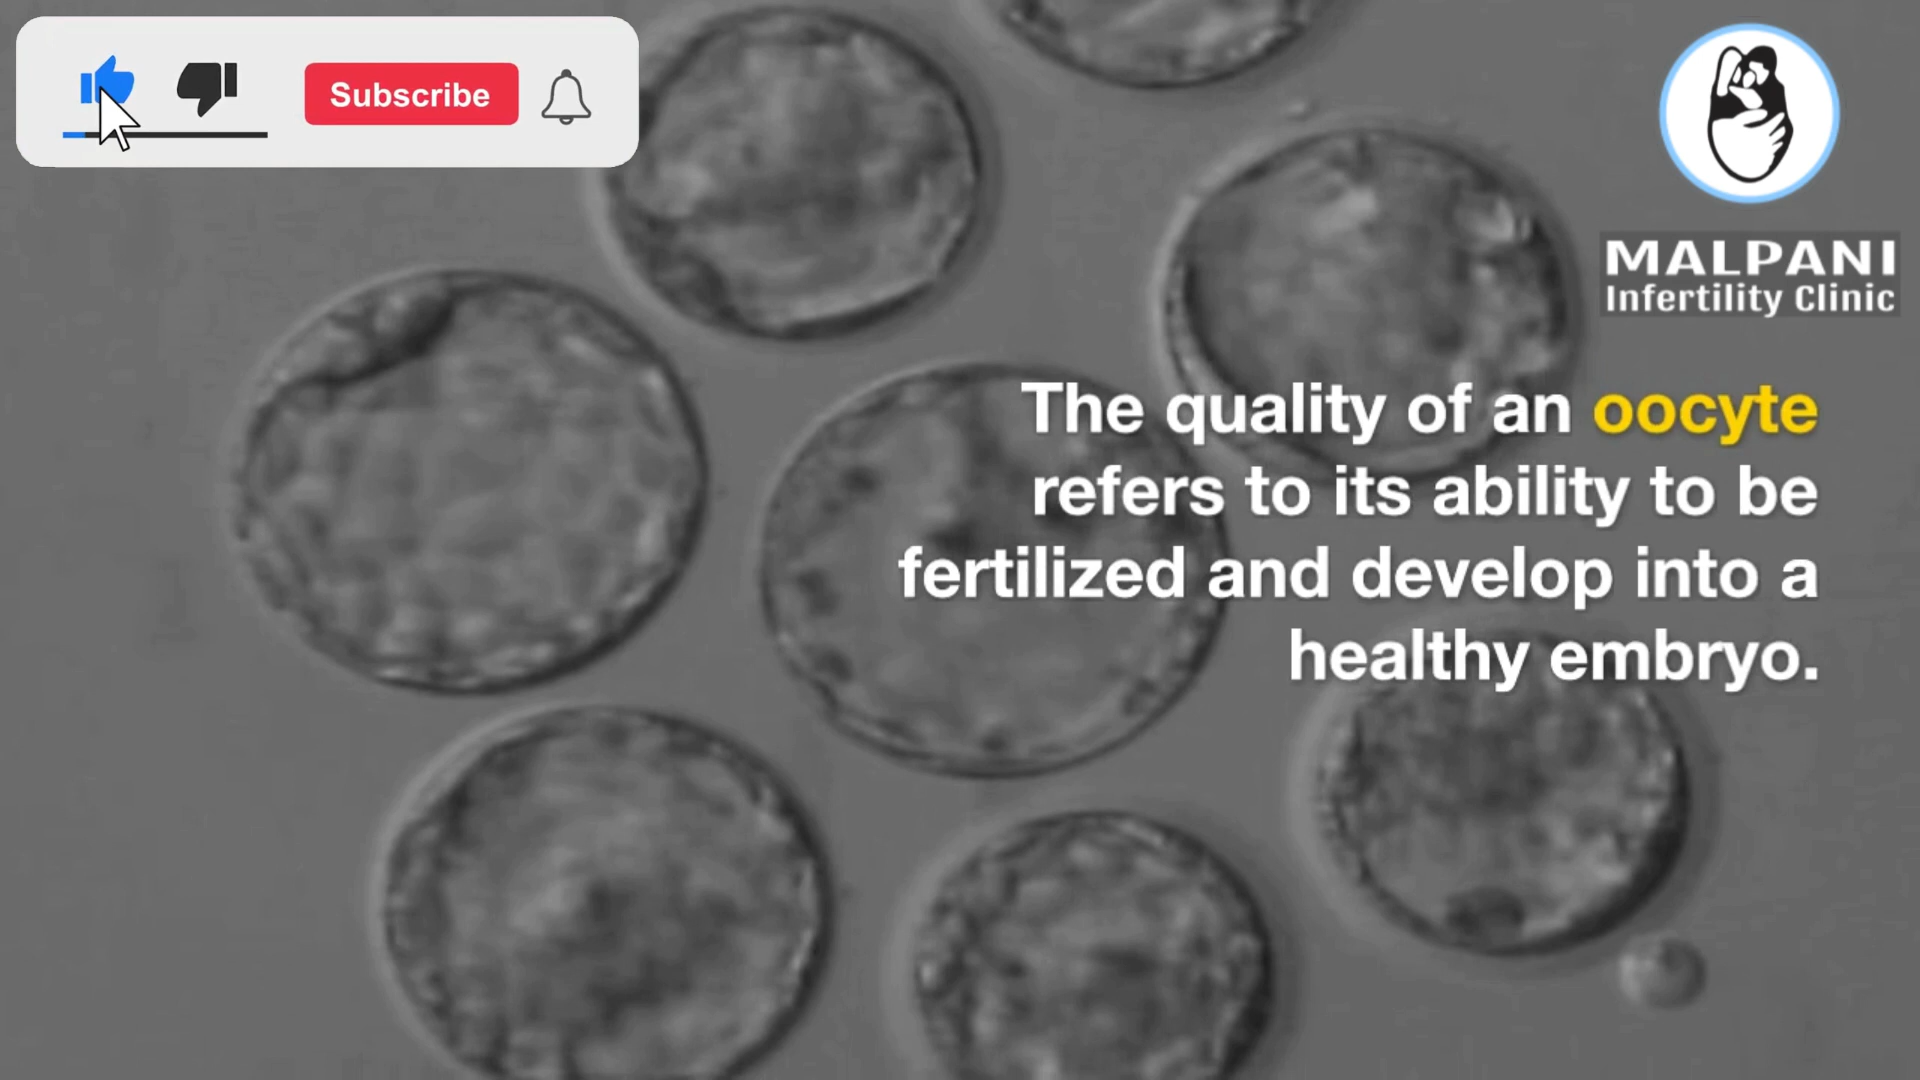 Subscribe
MALPANI
Infertility Clinic
The quality of an oocyte
refers to its ability to be
fertilized and develop into a
healthy embryo.